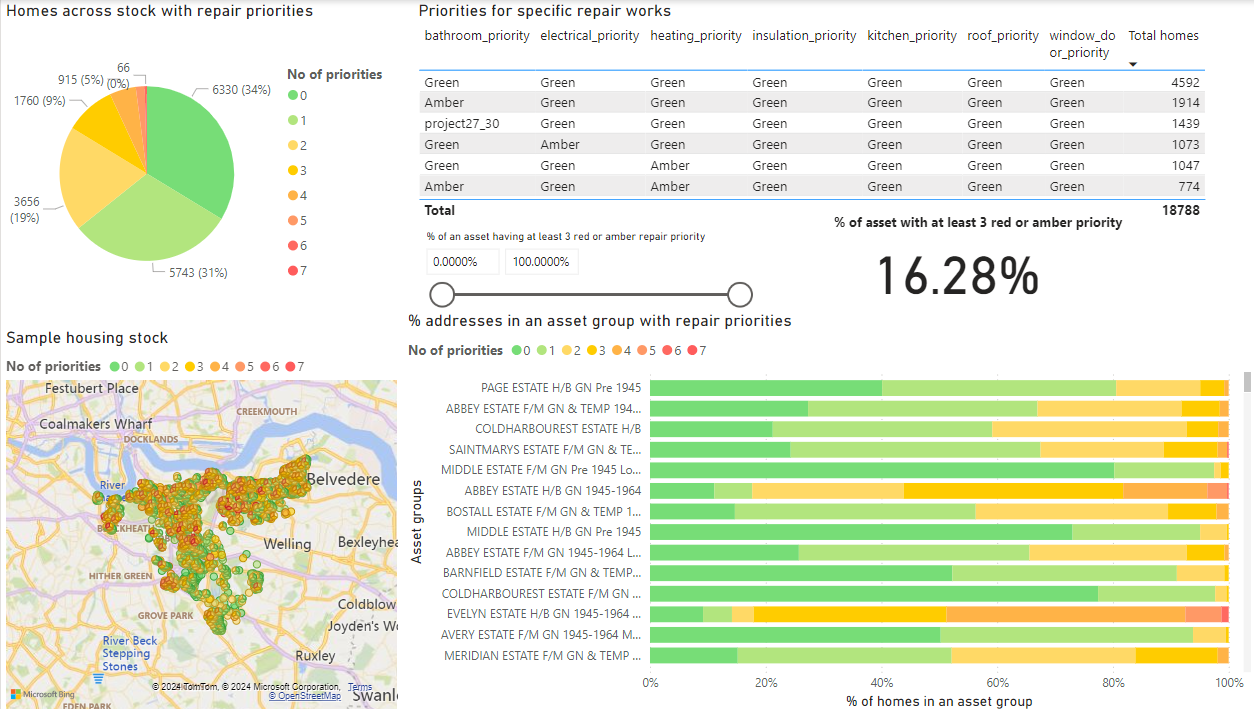 Homes across stock with repair priorities
66
(0%)
915 (5%)
1760 (9%)
6330 (34%)
3656
(19%)
5743 (31%)
No of priorities
0
1
2
3
4
5
6
7
Priorities for specific repair works
bathroom_priority electrical_priority heating_priority insulation_priority kitchen_priority roof_priority window_do Total homes
or_priority
Green Green Green Green Green Green Green 4592
Amber Green Green Green Green Green Green 1914
project27_30 Green Green Green Green Green Green 1439
Green Amber Green Green Green Green Green 1073
Green Green Amber Green Green Green Green 1047
Amber Green Amber Green Green Green Green 774
Total 18788
% of an asset having at least 3 red or amber repair priority
0.0000% 100.0000%
% of asset with at least 3 red or amber priority
16.28%
Sample housing stock
No of priorities 0 1 2 3 4 5 6 7
Festubert Place
CREEKMOUTH
Coalmakers Wharf
DOCKLANDS
River
Belvedere
Welling
Bexleyhea
HITHER GREEN
GROVE PARK
Coldblow
Joyden's Wo
River Beck
Stepping
Stones
Ruxley
© 2024 TomTom, © 2024 Microsoft Corporation, Terms
© OpenStreetMap
Microsoft Bing
Swanl
EDEN PARK
% addresses in an asset group with repair priorities
No of priorities 0 1 2 3 4 5 6 7
Asset groups
PAGE ESTATE H/B GN Pre 1945
ABBEY ESTATE F/M GN & TEMP 194...
COLDHARBOUREST ESTATE H/B
SAINTMARYS ESTATE F/M GN & TE...
MIDDLE ESTATE F/M GN Pre 1945 Lo...
ABBEY ESTATE H/B GN 1945-1964
BOSTALL ESTATE F/M GN & TEMP 1...
MIDDLE ESTATE H/B GN Pre 1945
ABBEY ESTATE F/M GN 1945-1964 L...
BARNFIELD ESTATE F/M GN & TEMP...
COLDHARBOUREST ESTATE F/M GN ...
EVELYN ESTATE H/B GN 1945-1964 ...
AVERY ESTATE F/M GN 1945-1964 M...
MERIDIAN ESTATE F/M GN & TEMP ...
0% 20% 40% 60% 80% 100%
% of homes in an asset group